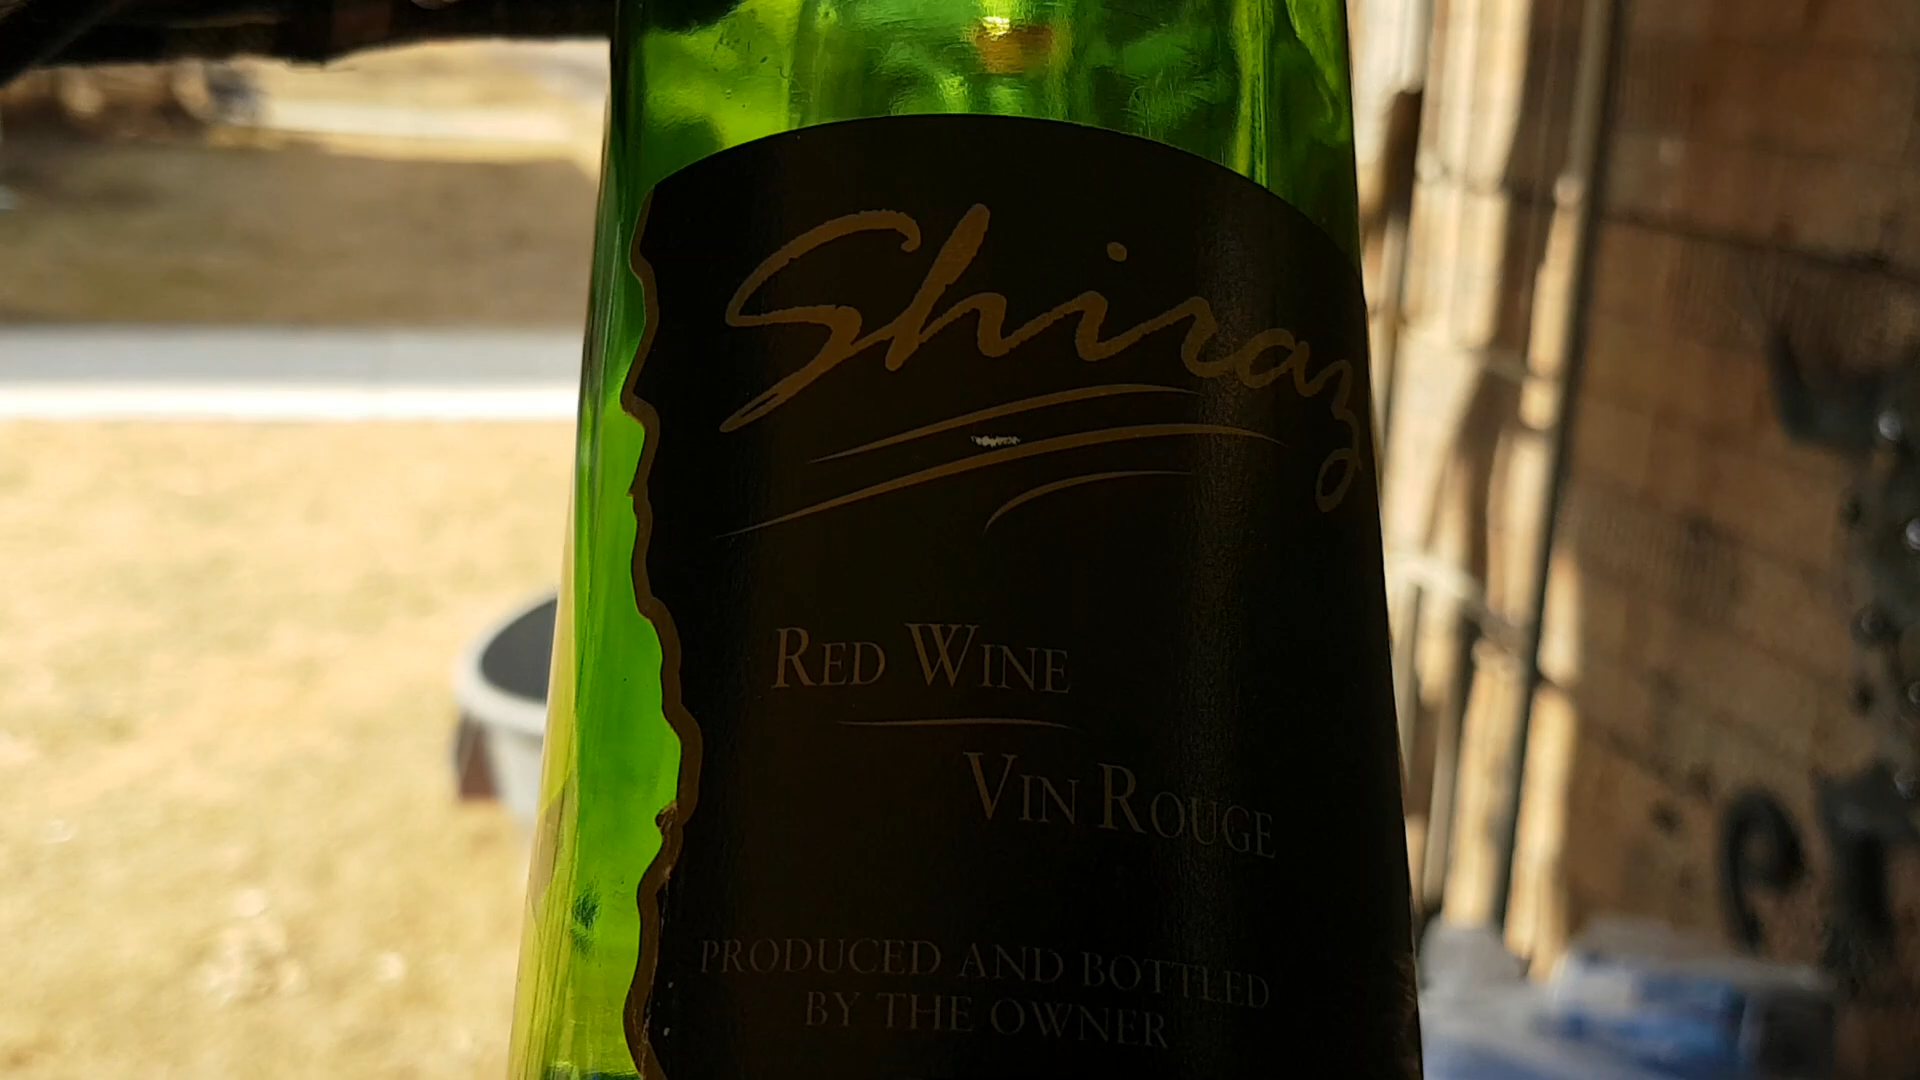 Shiraz
RED WINE
VIN ROUGE
PRODUCED AND BOTTLED
BY THE OWNER